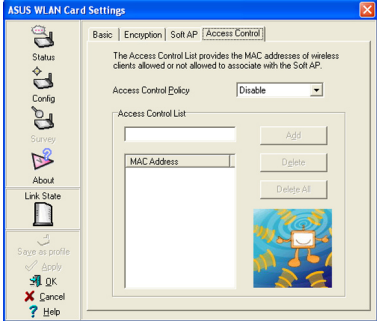 ASUS WLAN Card Settings
Status
Config
Survey
About
Link State
Save as profile
Apply
OK
Cancel
Help
Basic Encryption Soft AP Access Control
The Access Control List provides the MAC addresses of wireless
clients allowed or not allowed to associate with the Soft AP.
Access Control Policy Disable
Access Control List
Add
MAC Address
Delete
Delete All